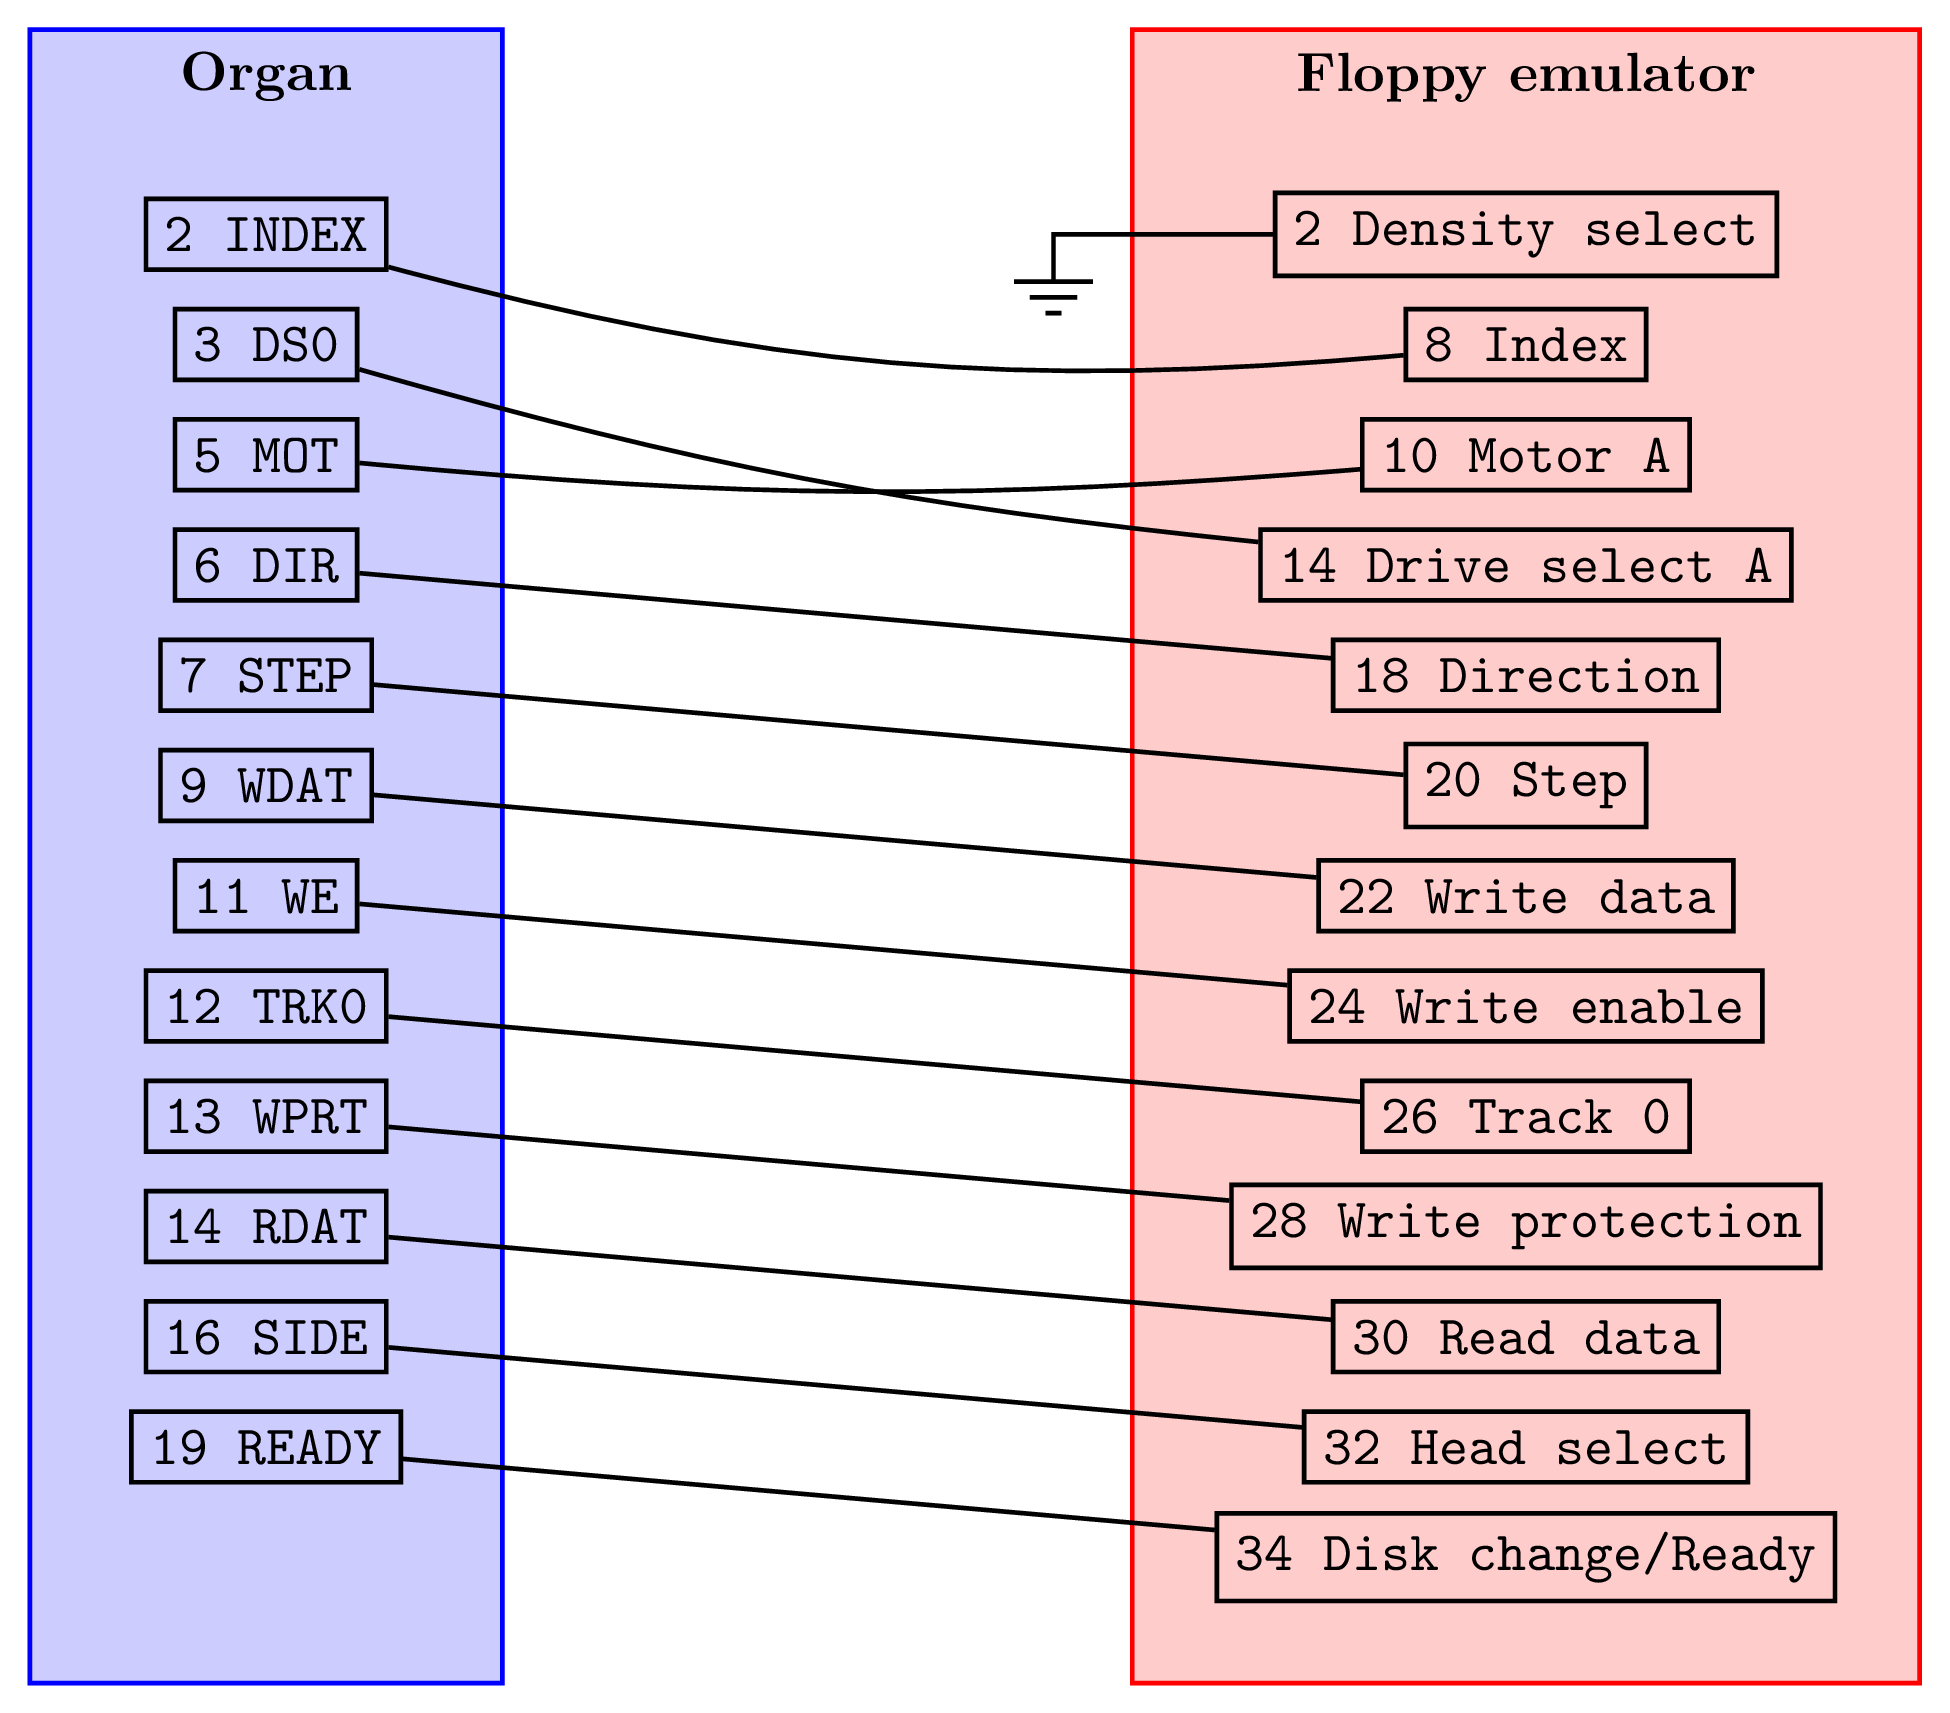 Organ
2 INDEX
3 DS0
5 MOT
6 DIR
7 STEP
9 WDAT
11 WE
12 TRK0
13 WPRT
14 RDAT
16 SIDE
19 READY
Floppy emulator
2 Density select
8 Index
10 Motor A
14 Drive select A
18 Direction
20 Step
22 Write data
24 Write enable
26 Track 0
28 Write protection
30 Read data
32 Head select
34 Disk change/Ready